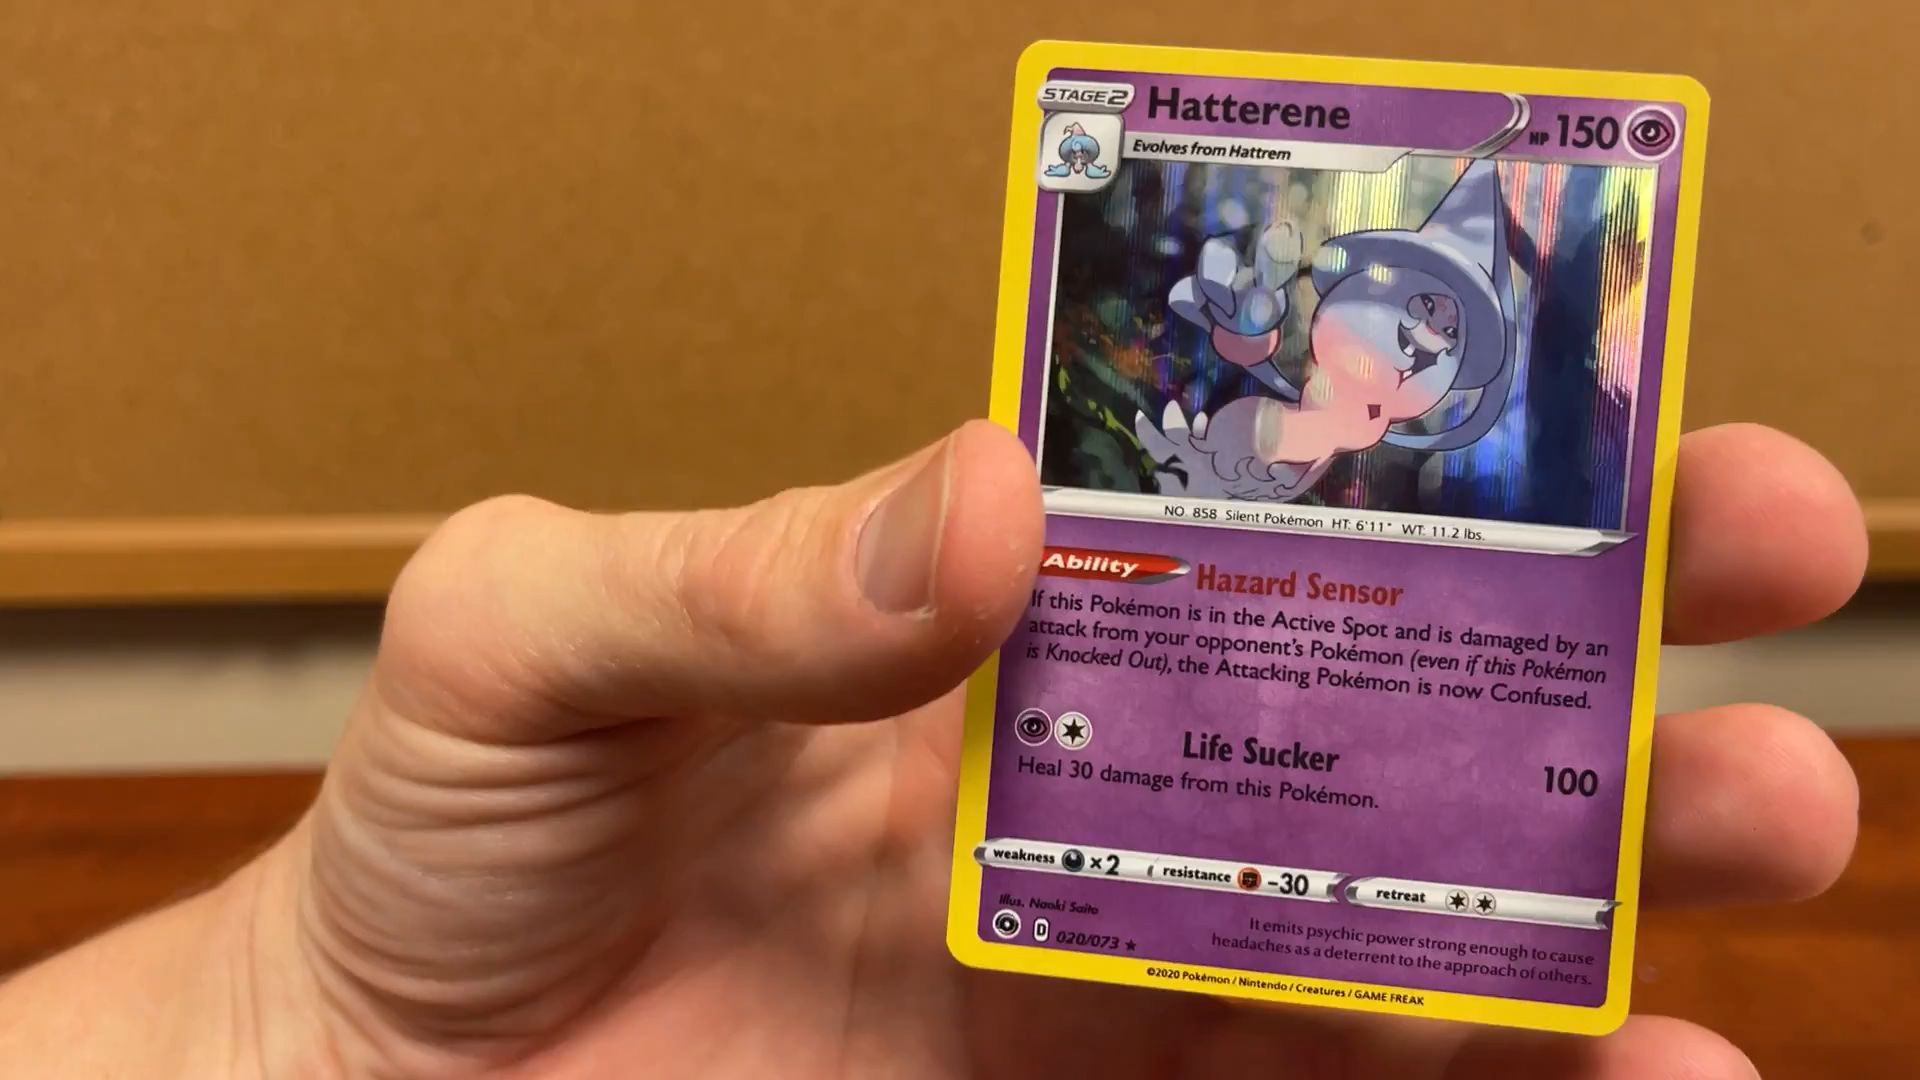 STAGE2
Hatterene
HP 150
Evolves from Hattrem
NO. 858 Silent Pokémon HT: 6'11" WT: 11.2 lbs.
Ability Hazard Sensor
If this Pokémon is in the Active Spot and is damaged by an
attack from your opponent's Pokémon (even if this Pokémon
is Knocked Out), the Attacking Pokémon is now Confused.
Life Sucker 100
Heal 30 damage from this Pokémon.
weakness ×2 resistance -30 retreat
Illus. Naoki Saito
D 020/073 ★
It emits psychic power strong enough to cause
headaches as a deterrent to the approach of others.
©2020 Pokémon / Nintendo / Creatures / GAME FREAK